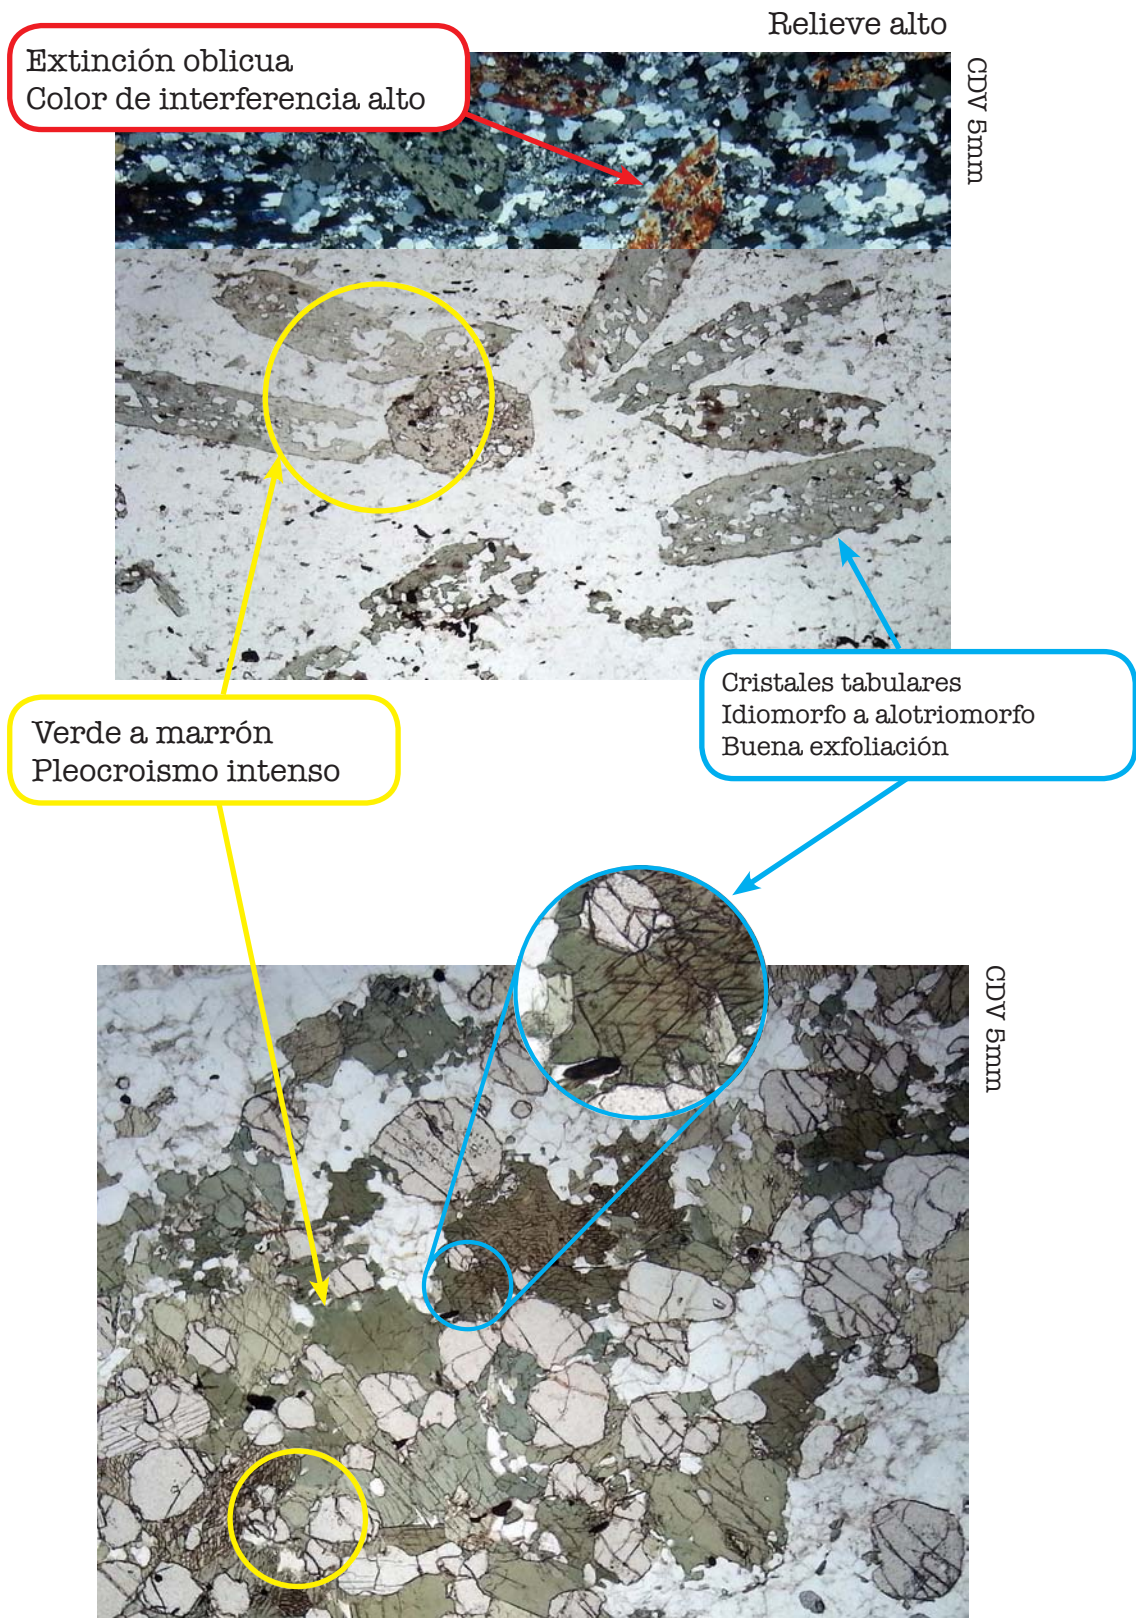 Relieve alto
Extinción oblicua
Color de interferencia alto
CDV 5mm
Cristales tabulares
Idiomorfo a alotriomorfo
Buena exfoliación
Verde a marrón
Pleocroismo intenso
CDV 5mm